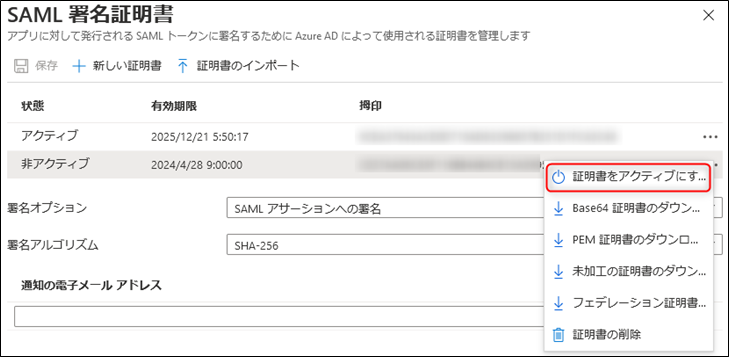 SAML 署名証明書
アプリに対して発行される SAML トークンに署名するために Azure AD によって使用される証明書を管理します
保存 新しい証明書 証明書のインポート
状態 有効期限 拇印
アクティブ 2025/12/21 5:50:17
非アクティブ 2024/4/28 9:00:00
証明書をアクティブにす...
署名オプション SAML アサーションへの署名
Base64 証明書のダウン...
署名アルゴリズム SHA-256
PEM 証明書のダウンロ...
未加工の証明書のダウン...
通知の電子メール アドレス
フェデレーション証明書...
証明書の削除